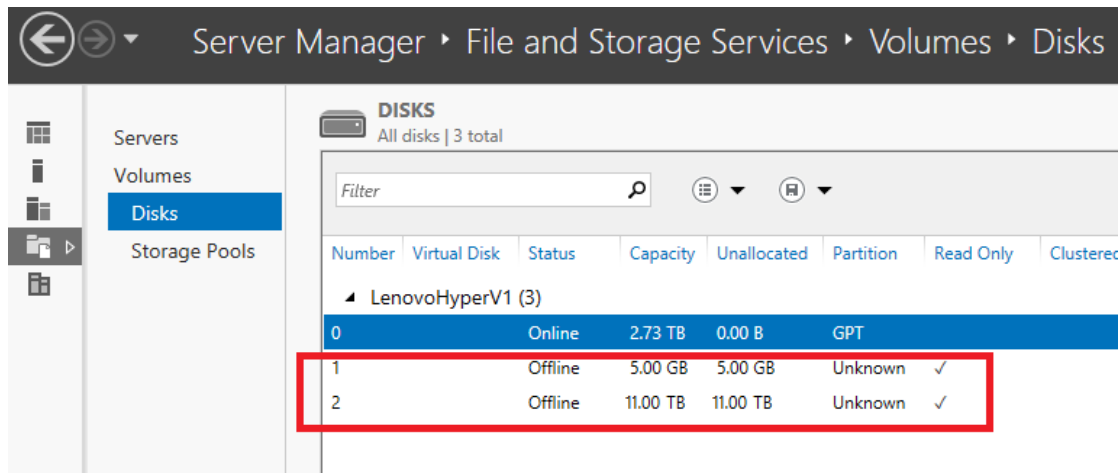 Server Manager ‣ File and Storage Services ‣ Volumes ‣ Disks
Servers
Volumes
Disks
Storage Pools
DISKS
All disks | 3 total
Filter
Number Virtual Disk Status Capacity Unallocated Partition Read Only Clustered
LenovoHyperV1 (3)
0 Online 2.73 TB 0.00 B GPT
1 Offline 5.00 GB 5.00 GB Unknown ✓
2 Offline 11.00 TB 11.00 TB Unknown ✓